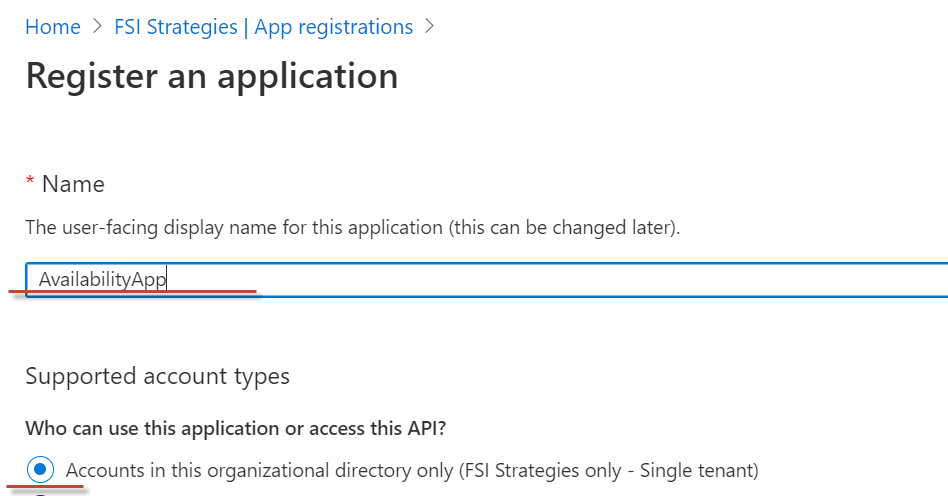 Home > FSI Strategies | App registrations >
Register an application
* Name
The user-facing display name for this application (this can be changed later).
AvailabilityApp
Supported account types
Who can use this application or access this API?
Accounts in this organizational directory only (FSI Strategies only - Single tenant)